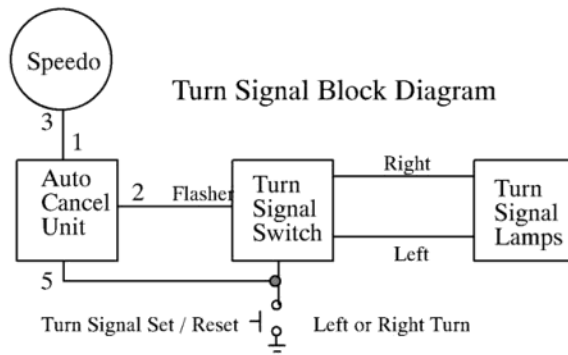 Speedo
Turn Signal Block Diagram
3
1
Auto
Cancel
Unit
2
Flasher
Turn
Signal
Switch
Right
Left
Turn
Signal
Lamps
5
Turn Signal Set / Reset
Left or Right Turn